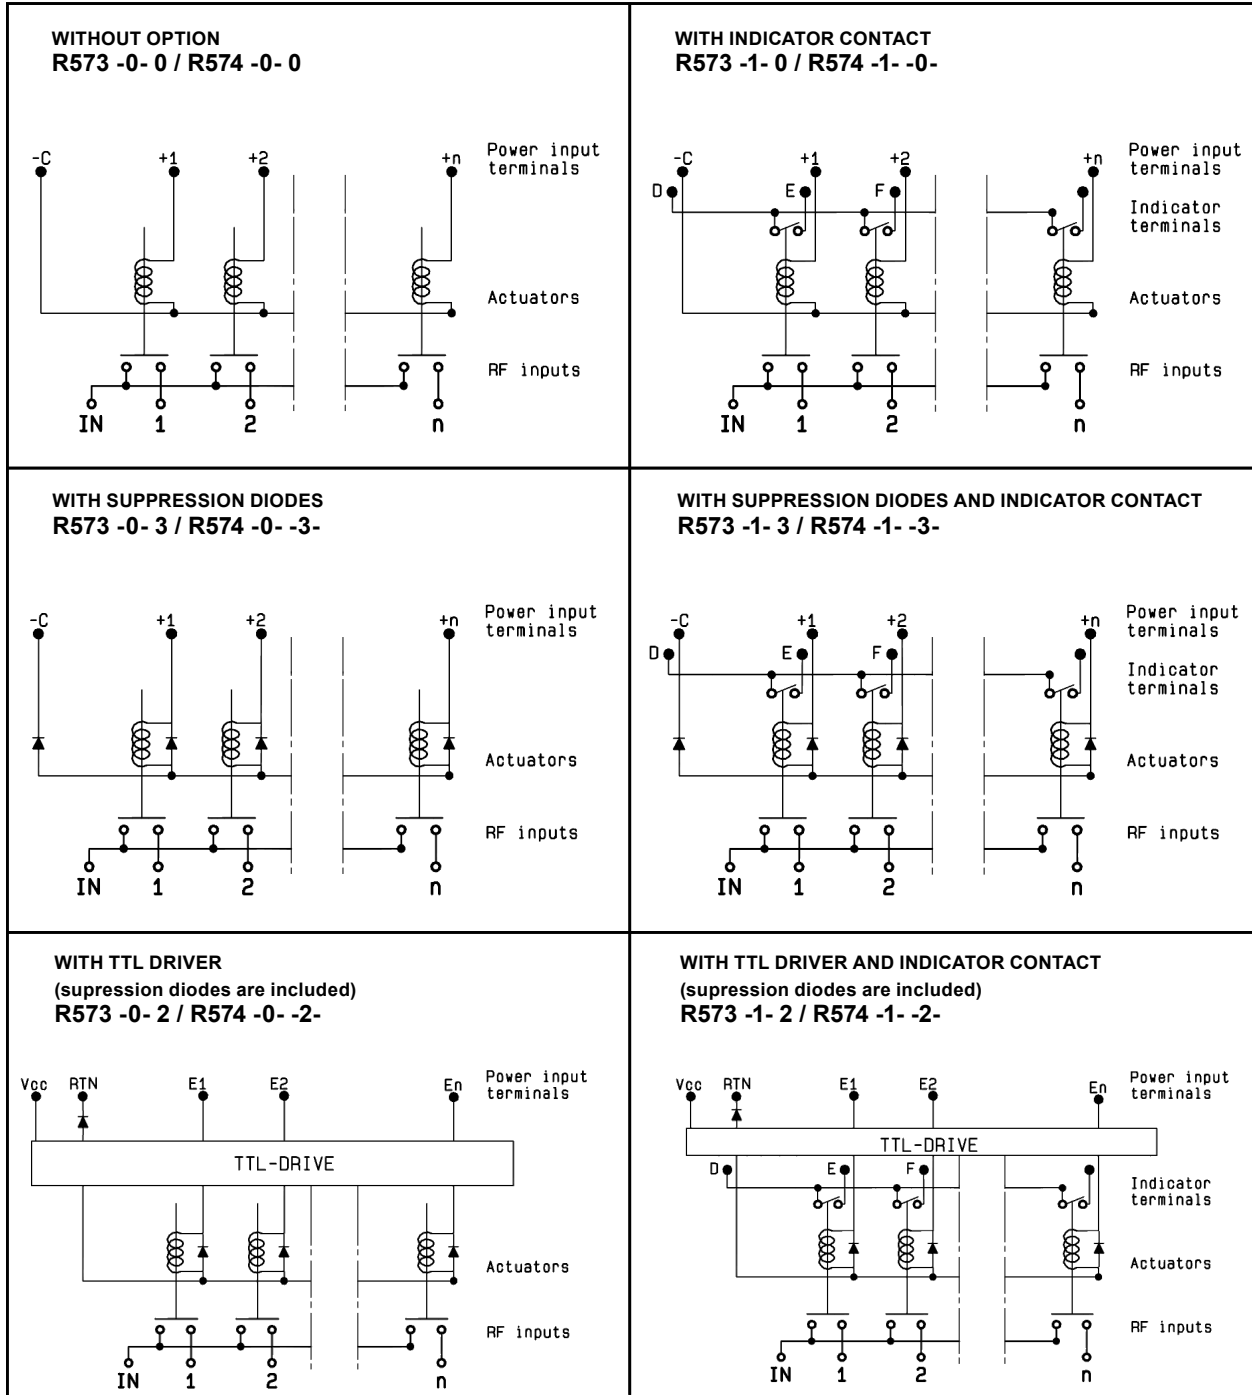 WITHOUT OPTION
R573 -0- 0 / R574 -0- 0
-C +1 +2 +n
Power input
terminals
Actuators
RF inputs
IN 1 2 n
WITH INDICATOR CONTACT
R573 -1- 0 / R574 -1- -0-
-C +1 +2 +n
Power input
terminals
D E F
Indicator
terminals
Actuators
RF inputs
IN 1 2 n
WITH SUPPRESSION DIODES
R573 -0- 3 / R574 -0- -3-
-C +1 +2 +n
Power input
terminals
Actuators
RF inputs
IN 1 2 n
WITH SUPPRESSION DIODES AND INDICATOR CONTACT
R573 -1- 3 / R574 -1- -3-
-C +1 +2 +n
Power input
terminals
D E F
Indicator
terminals
Actuators
RF inputs
IN 1 2 n
WITH TTL DRIVER
(supression diodes are included)
R573 -0- 2 / R574 -0- -2-
Vcc RTN E1 E2 En
Power input
terminals
TTL-DRIVE
Actuators
RF inputs
IN 1 2 n
WITH TTL DRIVER AND INDICATOR CONTACT
(supression diodes are included)
R573 -1- 2 / R574 -1- -2-
Vcc RTN E1 E2 En
Power input
terminals
TTL-DRIVE
D E F
Indicator
terminals
Actuators
RF inputs
IN 1 2 n